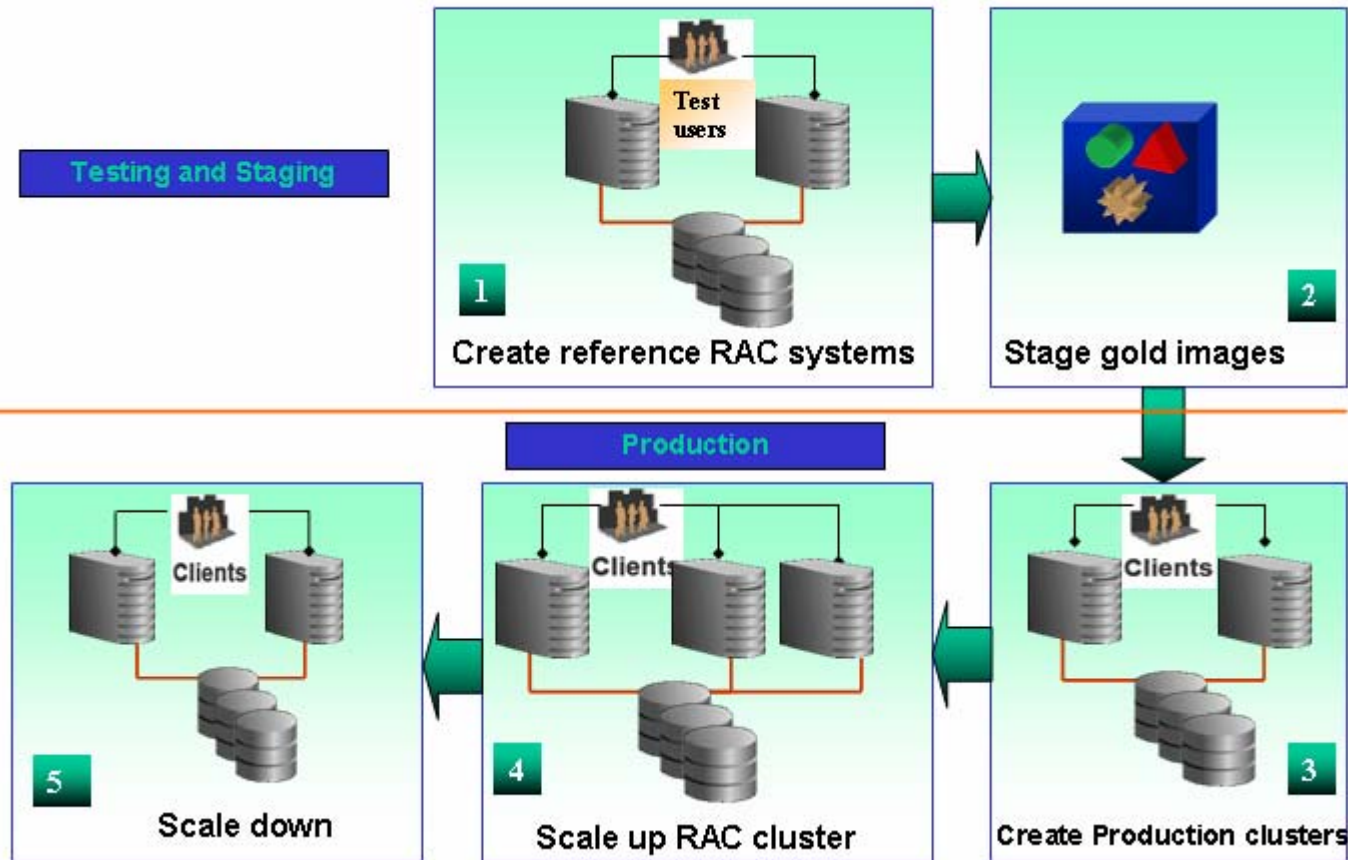 Test
users
Testing and Staging
1
Create reference RAC systems
2
Stage gold images
Production
Clients
5
Scale down
Clients
4
Scale up RAC cluster
Clients
3
Create Production clusters